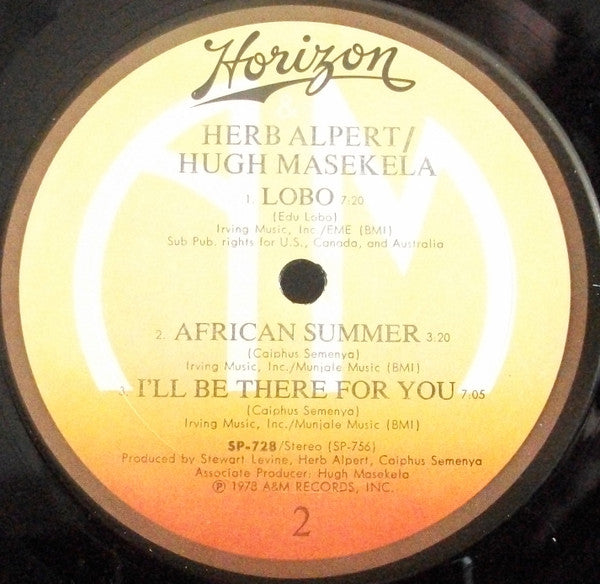 Horizon
&
HERB ALPERT/
HUGH MASEKELA
1. LOBO 7:20
(Edu Lobo)
Irving Music, Inc./EME (BMI)
Sub Pub. rights for U.S., Canada, and Australia
A&M
2. AFRICAN SUMMER 3:20
(Caiphus Semenya)
Irving Music, Inc./Munjale Music (BMI)
3. I'LL BE THERE FOR YOU 7:05
(Caiphus Semenya)
Irving Music, Inc./Munjale Music (BMI)
SP-728/Stereo (SP-756)
Produced by Stewart Levine, Herb Alpert, Caiphus Semenya
Associate Producer: Hugh Masekela
℗ 1978 A&M RECORDS, INC.
2